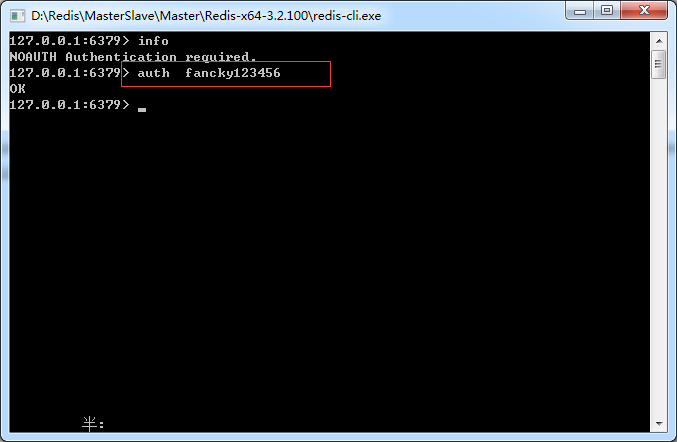 D:\Redis\MasterSlave\Master\Redis-x64-3.2.100\redis-cli.exe
127.0.0.1:6379> info
NOAUTH Authentication required.
127.0.0.1:6379> auth  fancky123456
OK
127.0.0.1:6379>
半: